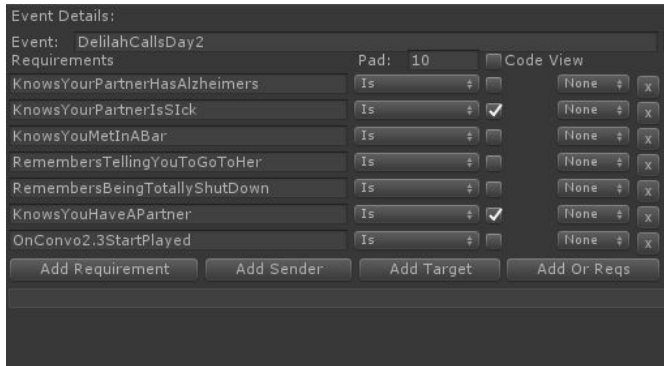 Event Details:
Event: DelilahCallsDay2
Requirements Pad: 10 Code View
KnowsYourPartnerHasAlzheimers Is None x
KnowsYourPartnerIsSIck Is None x
KnowsYouMetInABar Is None x
RemembersTellingYouToGoToHer Is None x
RemembersBeingTotallyShutDown Is None x
KnowsYouHaveAPartner Is None x
OnConvo2.3StartPlayed Is None x
Add Requirement Add Sender Add Target Add Or Reqs